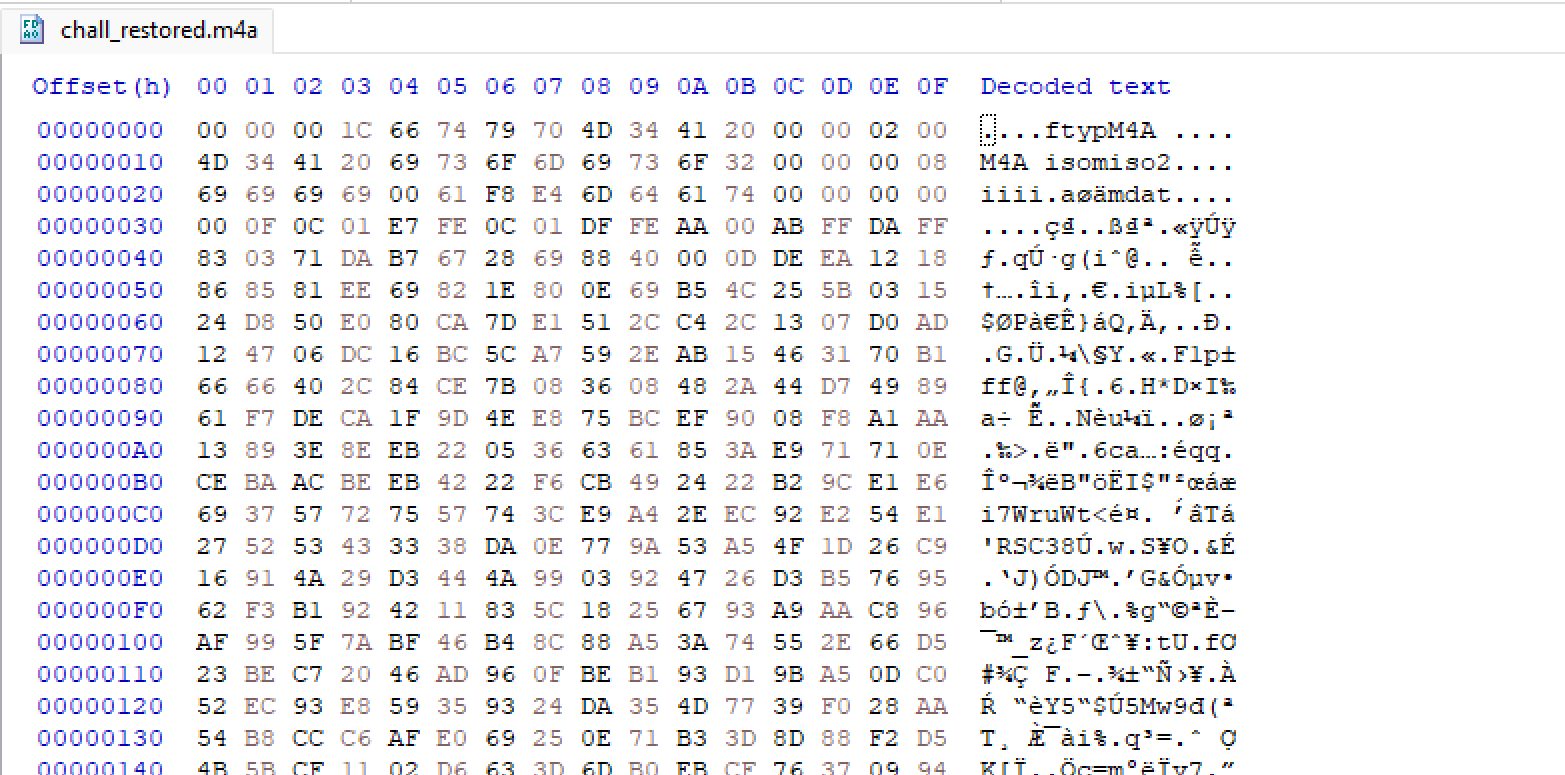 chall_restored.m4a
Offset(h) 00 01 02 03 04 05 06 07 08 09 0A 0B 0C 0D 0E 0F Decoded text
00000000 00 00 00 1C 66 74 79 70 4D 34 41 20 00 00 02 00 ....ftypM4A ....
00000010 4D 34 41 20 69 73 6F 6D 69 73 6F 32 00 00 00 08 M4A isomiso2....
00000020 69 69 69 69 00 61 F8 E4 6D 64 61 74 00 00 00 00 iiii.aøämdat....
00000030 00 0F 0C 01 E7 FE 0C 01 DF FE AA 00 AB FF DA FF ....ç₫..ß₫ª.«ÿÚÿ
00000040 83 03 71 DA B7 67 28 69 88 40 00 0D DE EA 12 18 ƒ.qÚ·g(iˆ@.. ễ..
00000050 86 85 81 EE 69 82 1E 80 0E 69 B5 4C 25 5B 03 15 †….îi‚.€.iµL%[..
00000060 24 D8 50 E0 80 CA 7D E1 51 2C C4 2C 13 07 D0 AD $ØPà€Ê}áQ,Ä,..Đ.
00000070 12 47 06 DC 16 BC 5C A7 59 2E AB 15 46 31 70 B1 .G.Ü.¼\§Y.«.F1p±
00000080 66 66 40 2C 84 CE 7B 08 36 08 48 2A 44 D7 49 89 ff@,„Î{.6.H*D×I‰
00000090 61 F7 DE CA 1F 9D 4E E8 75 BC EF 90 08 F8 A1 AA a÷ Ê..Nèu¼ï..ø¡ª
000000A0 13 89 3E 8E EB 22 05 36 63 61 85 3A E9 71 71 0E .‰>.ë".6ca…:éqq.
000000B0 CE BA AC BE EB 42 22 F6 CB 49 24 22 B2 9C E1 E6 Îº¬¾ëB"öËI$"²œáæ
000000C0 69 37 57 72 75 57 74 3C E9 A4 2E EC 92 E2 54 E1 i7WruWt<é¤. ́’âTá
000000D0 27 52 53 43 33 38 DA 0E 77 9A 53 A5 4F 1D 26 C9 'RSC38Ú.w.S¥O.&É
000000E0 16 91 4A 29 D3 44 4A 99 03 92 47 26 D3 B5 76 95 .‘J)ÓDJ™.’G&Óµv•
000000F0 62 F3 B1 92 42 11 83 5C 18 25 67 93 A9 AA C8 96 bó±’B.ƒ\.%g“©ªÈ–
00000100 AF 99 5F 7A BF 46 B4 8C 88 A5 3A 74 55 2E 66 D5 ¯™_z¿F´Œˆ¥:tU.fƠ
00000110 23 BE C7 20 46 AD 96 0F BE B1 93 D1 9B A5 0D C0 #¾Ç F.–.¾±“Ñ›¥.À
00000120 52 EC 93 E8 59 35 93 24 DA 35 4D 77 39 F0 28 AA R ́“èY5“$Ú5Mw9đ(ª
00000130 54 B8 CC C6 AF E0 69 25 0E 71 B3 3D 8D 88 F2 D5 T¸ ̀Æ¯ài%.q³=.ˆ ̉Ơ
00000140 4B 5B CF 11 02 D6 63 3D 6D B0 EB CF 76 37 09 94 K[Ï..Öc=m°ëÏv7.”